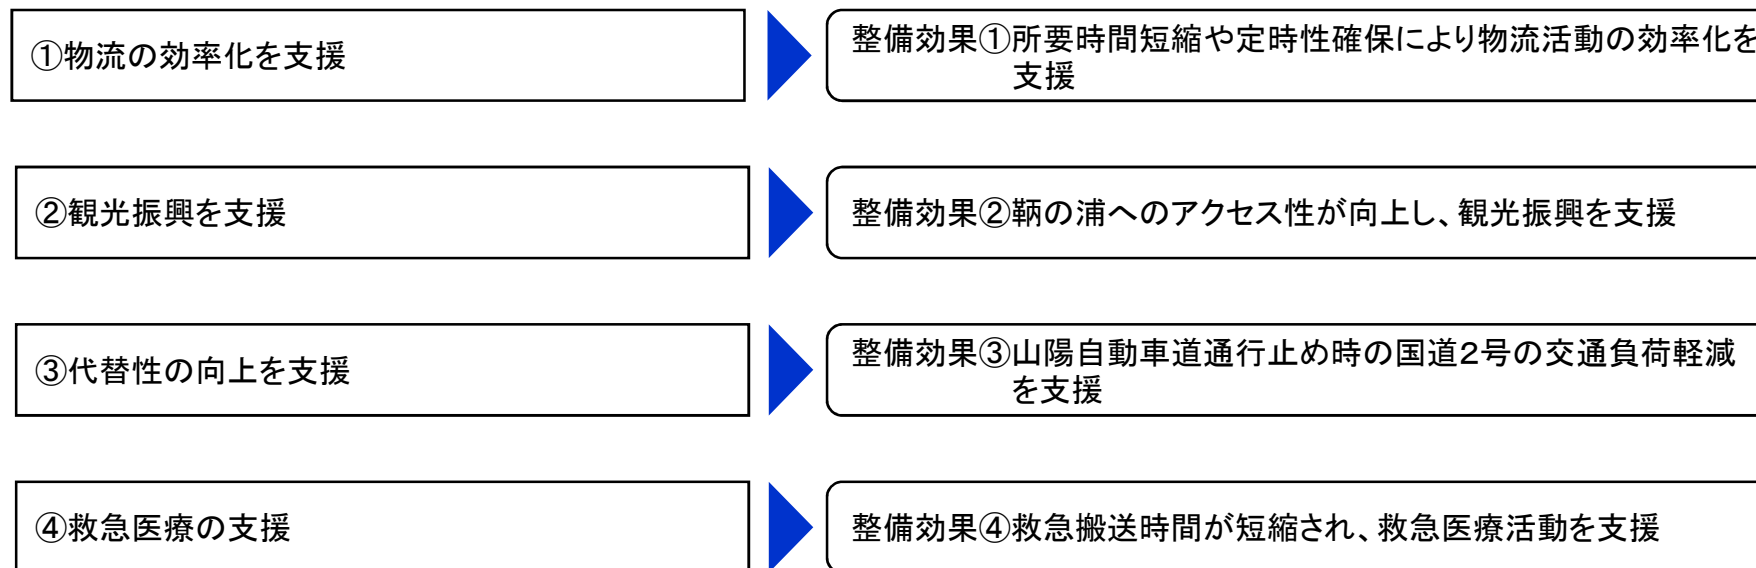 ①物流の効率化を支援
整備効果①所要時間短縮や定時性確保により物流活動の効率化を
支援
②観光振興を支援
整備効果②鞆の浦へのアクセス性が向上し、観光振興を支援
③代替性の向上を支援
整備効果③山陽自動車道通行止め時の国道2号の交通負荷軽減
を支援
④救急医療の支援
整備効果④救急搬送時間が短縮され、救急医療活動を支援